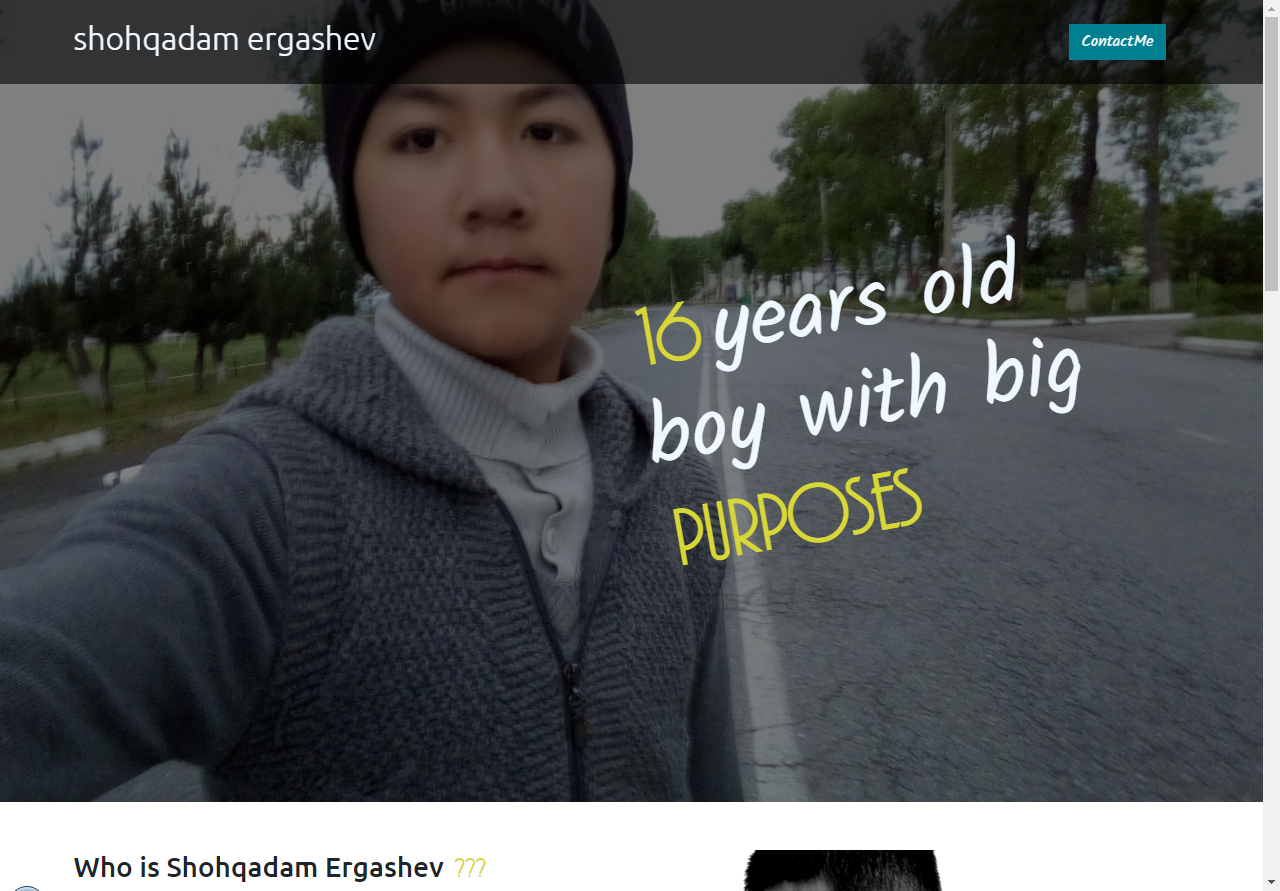 shohqadam ergashev
ContactMe
16 years old
boy with big
PURPOSES
Who is Shohqadam Ergashev ???